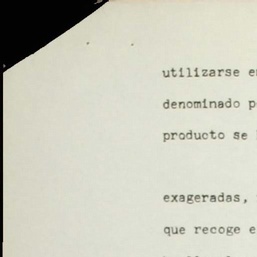 utilizarse
denominado
producto se
exageradas,
que recoge